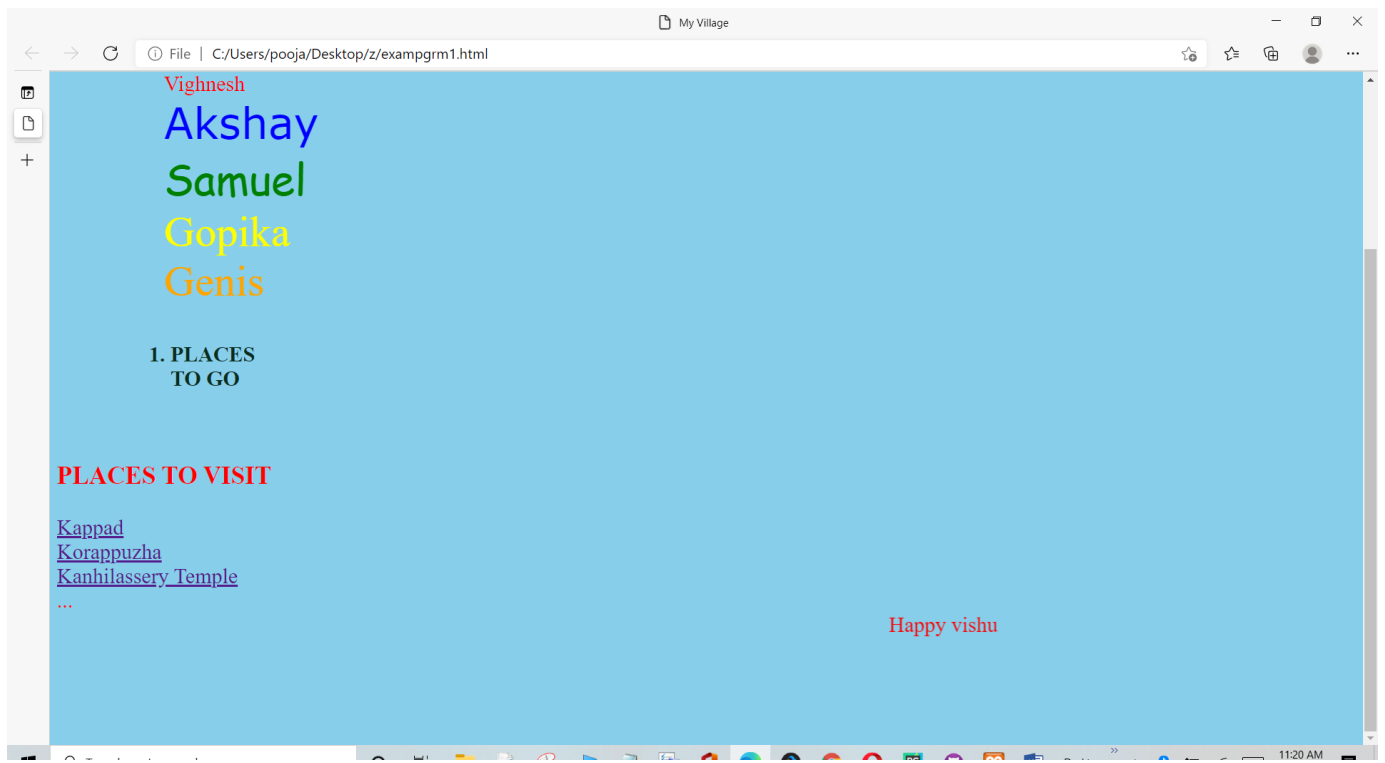 My Village
File | C:/Users/pooja/Desktop/z/exampgrm1.html
Vighnesh
Akshay
Samuel
Gopika
Genis
1. PLACES
TO GO
PLACES TO VISIT
Kappad
Korappuzha
Kanhilassery Temple
...
Happy vishu
11:20 AM